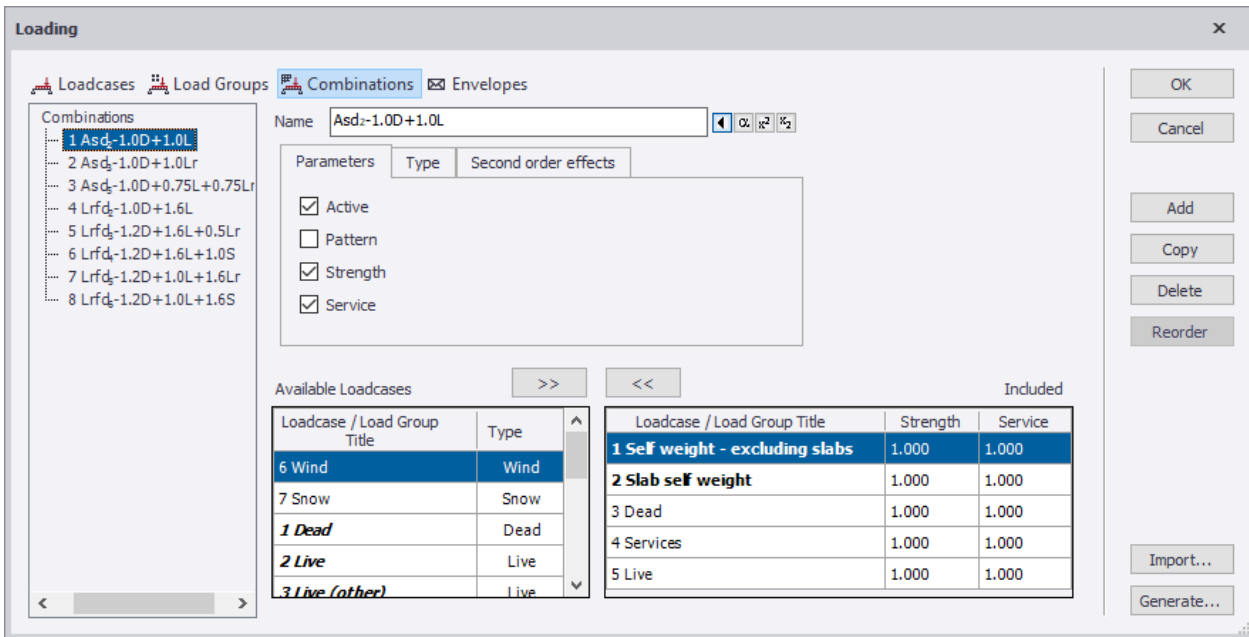 Loading
Loadcases Load Groups Combinations Envelopes
Combinations
1 Asd₂-1.0D+1.0L
2 Asd₃-1.0D+1.0Lr
3 Asd₅-1.0D+0.75L+0.75Lr
4 Lrfd₂-1.0D+1.6L
5 Lrfd₂-1.2D+1.6L+0.5Lr
6 Lrfd₄-1.2D+1.6L+1.0S
7 Lrfd₃-1.2D+1.0L+1.6Lr
8 Lrfd₅-1.2D+1.0L+1.6S
Name Asd₂-1.0D+1.0L α x² x₂
Parameters Type Second order effects
Active
Pattern
Strength
Service
Available Loadcases >> << Included
Loadcase / Load Group Title Type
6 Wind Wind
7 Snow Snow
1 Dead Dead
2 Live Live
3 Live (other) Live
Loadcase / Load Group Title Strength Service
1 Self weight - excluding slabs 1.000 1.000
2 Slab self weight 1.000 1.000
3 Dead 1.000 1.000
4 Services 1.000 1.000
5 Live 1.000 1.000
OK
Cancel
Add
Copy
Delete
Reorder
Import...
Generate...